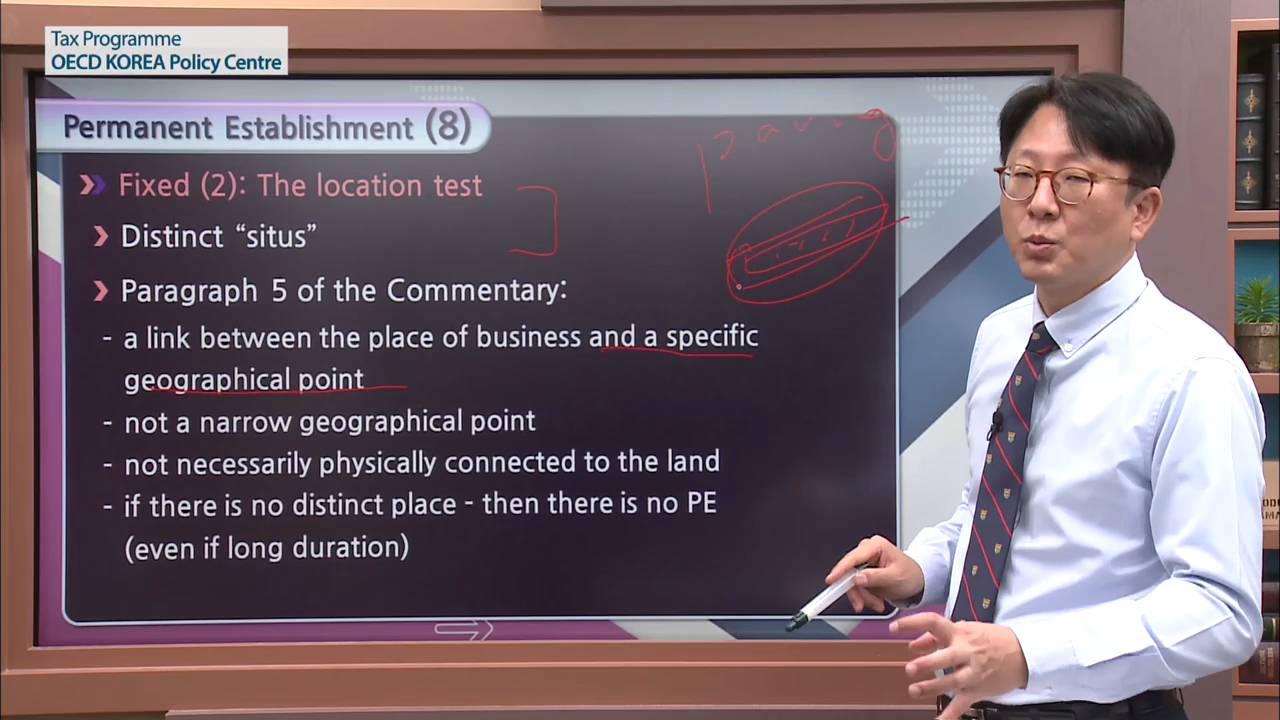 Tax Programme
OECD KOREA Policy Centre
Permanent Establishment (8)
Fixed (2): The location test
Distinct “situs”
Paragraph 5 of the Commentary:
- a link between the place of business and a specific
geographical point
- not a narrow geographical point
- not necessarily physically connected to the land
- if there is no distinct place - then there is no PE
(even if long duration)